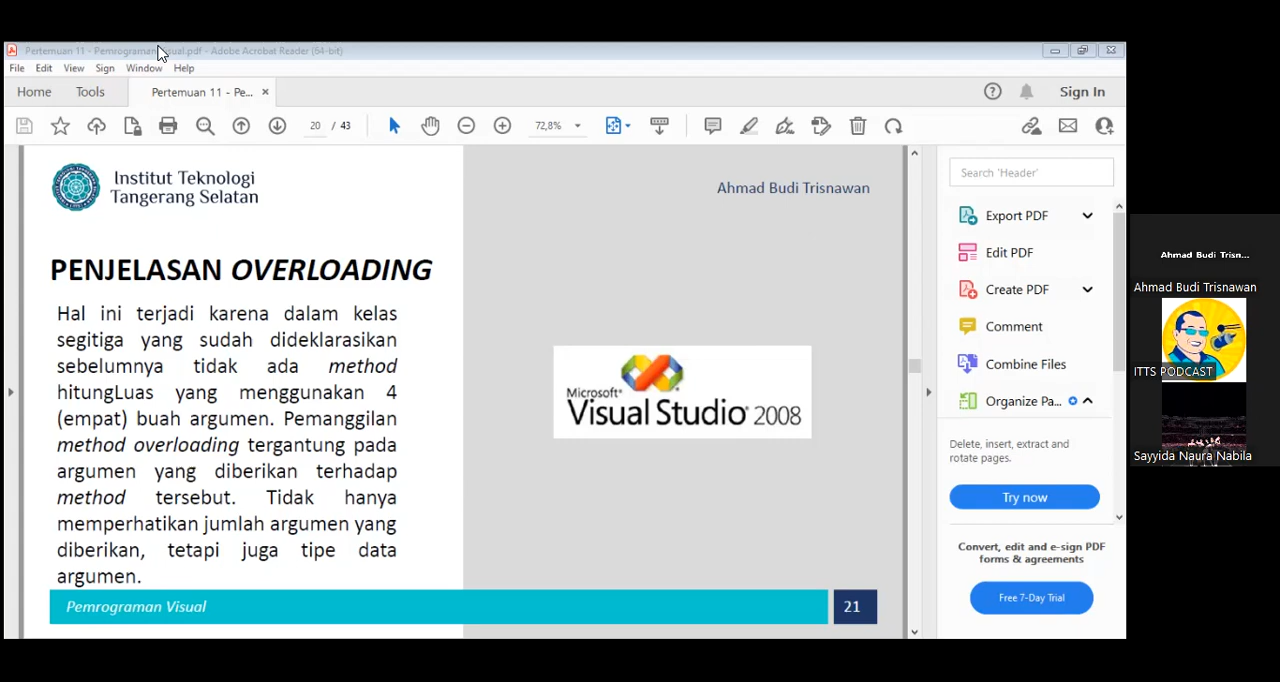 Pertemuan 11 - Pemrograman Visual.pdf - Adobe Acrobat Reader (64-bit)
File Edit View Sign Window Help
Home Tools Pertemuan 11 - Pe... ×
Sign In
20 / 43
72,8%
Institut Teknologi
Tangerang Selatan
Ahmad Budi Trisnawan
PENJELASAN OVERLOADING
Hal ini terjadi karena dalam kelas
segitiga yang sudah dideklarasikan
sebelumnya tidak ada method
hitungLuas yang menggunakan 4
(empat) buah argumen. Pemanggilan
method overloading tergantung pada
argumen yang diberikan terhadap
method tersebut. Tidak hanya
memperhatikan jumlah argumen yang
diberikan, tetapi juga tipe data
argumen.
Microsoft®
Visual Studio® 2008
Pemrograman Visual
21
Search 'Header'
Export PDF
Edit PDF
Create PDF
Comment
Combine Files
Organize Pa...
Delete, insert, extract and
rotate pages.
Try now
Convert, edit and e-sign PDF
forms & agreements
Free 7-Day Trial
Ahmad Budi Trisn...
Ahmad Budi Trisnawan
ITTS PODCAST
Sayyida Naura Nabila